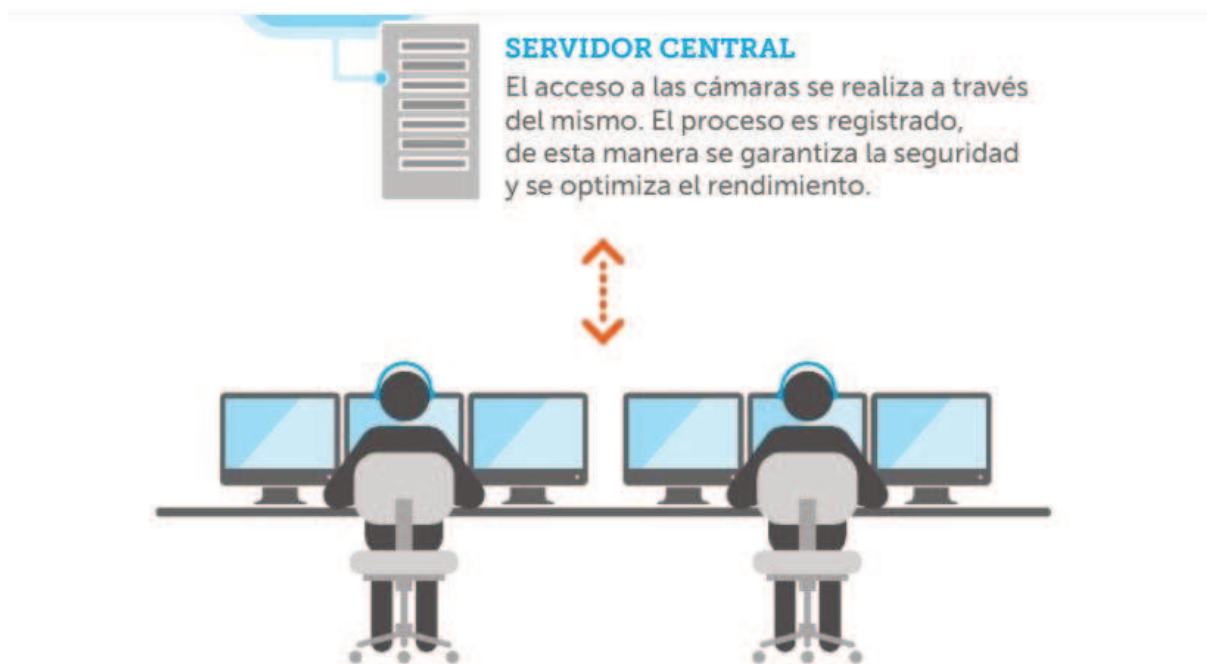 SERVIDOR CENTRAL
El acceso a las cámaras se realiza a través
del mismo. El proceso es registrado,
de esta manera se garantiza la seguridad
y se optimiza el rendimiento.